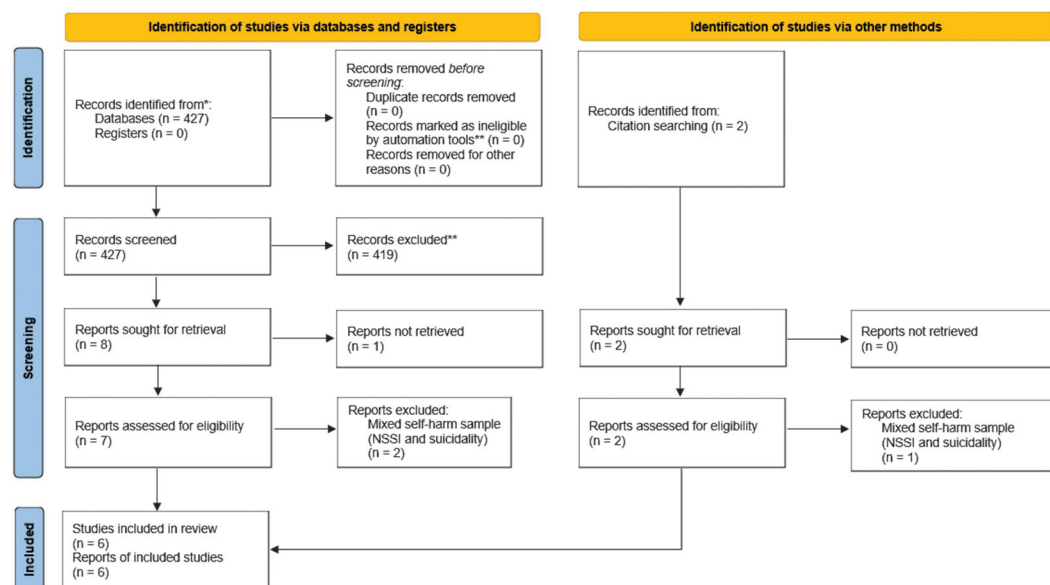 Identification of studies via databases and registers
Identification of studies via other methods
Identification
Records identified from*:
Databases (n = 427)
Registers (n = 0)
Records removed before
screening:
Duplicate records removed
(n = 0)
Records marked as ineligible
by automation tools** (n = 0)
Records removed for other
reasons (n = 0)
Records identified from:
Citation searching (n = 2)
Screening
Records screened
(n = 427)
Records excluded**
(n = 419)
Reports sought for retrieval
(n = 8)
Reports not retrieved
(n = 1)
Reports sought for retrieval
(n = 2)
Reports not retrieved
(n = 0)
Reports assessed for eligibility
(n = 7)
Reports excluded:
Mixed self-harm sample
(NSSI and suicidality)
(n = 2)
Reports assessed for eligibility
(n = 2)
Reports excluded:
Mixed self-harm sample
(NSSI and suicidality)
(n = 1)
Included
Studies included in review
(n = 6)
Reports of included studies
(n = 6)